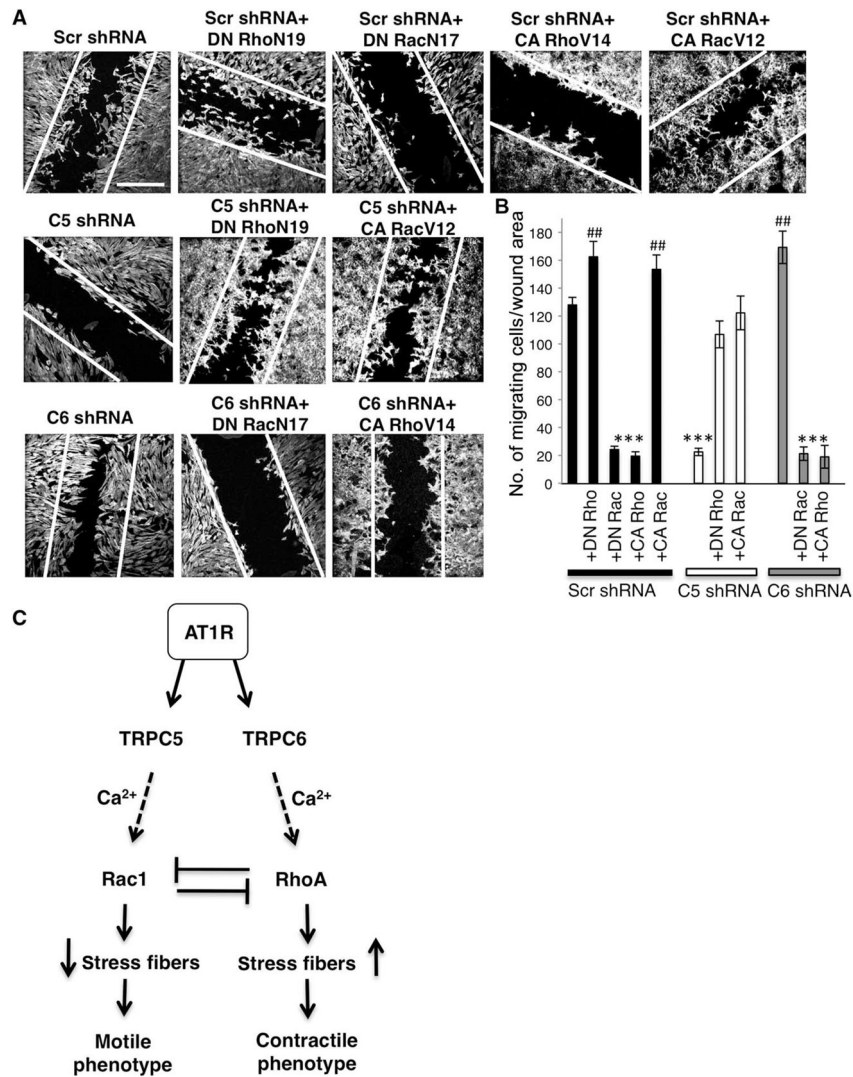 A
Scr shRNA
Scr shRNA+
DN RhoN19
Scr shRNA+
DN RacN17
Scr shRNA+
CA RhoV14
Scr shRNA+
CA RacV12
C5 shRNA
C5 shRNA+
DN RhoN19
C5 shRNA+
CA RacV12
C6 shRNA
C6 shRNA+
DN RacN17
C6 shRNA+
CA RhoV14
B
No. of migrating cells/wound area
180
160
140
120
100
80
60
40
20
0
##
***
##
***
##
***
+DN Rho
+DN Rac
+CA Rho
+CA Rac
+DN Rho
+CA Rac
+DN Rac
+CA Rho
Scr shRNA
C5 shRNA
C6 shRNA
C
AT1R
TRPC5
TRPC6
Ca²⁺
Ca²⁺
Rac1
RhoA
Stress fibers
Stress fibers
Motile
phenotype
Contractile
phenotype